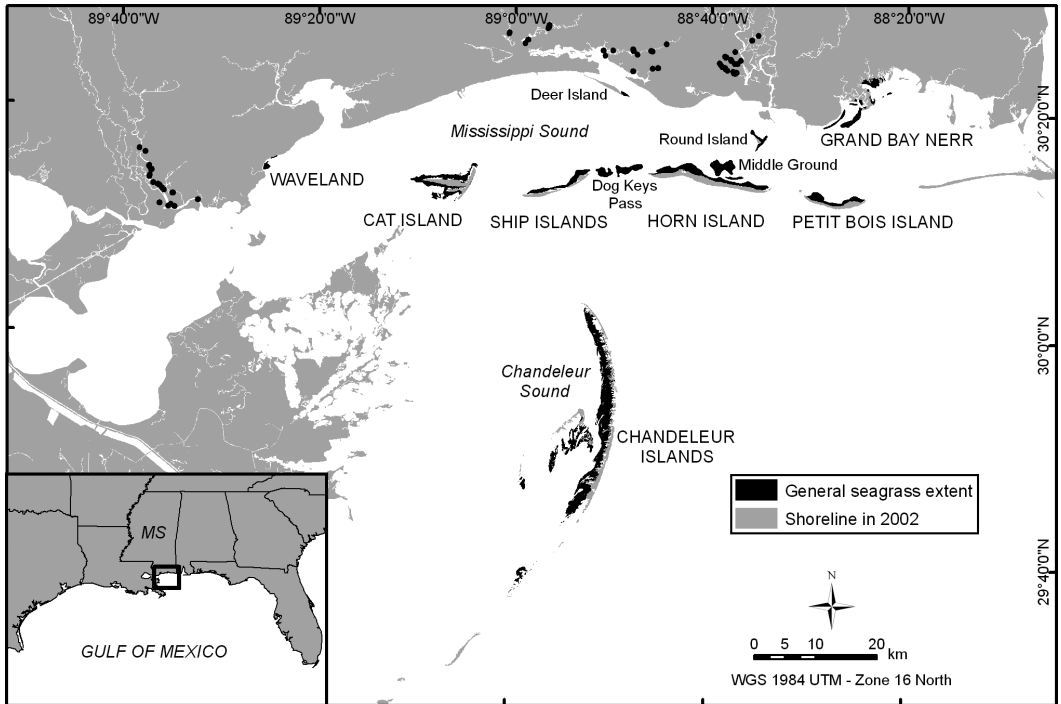 89°40'0"W 89°20'0"W 89°0'0"W 88°40'0"W 88°20'0"W
Deer Island
Mississippi Sound
Round Island
GRAND BAY NERR
30°20'0"N
WAVELAND
Middle Ground
Dog Keys
Pass
CAT ISLAND
SHIP ISLANDS
HORN ISLAND
PETIT BOIS ISLAND
30°0'0"N
Chandeleur
Sound
CHANDELEUR
ISLANDS
General seagrass extent
Shoreline in 2002
MS
GULF OF MEXICO
29°40'0"N
N
0 5 10 20
km
WGS 1984 UTM - Zone 16 North